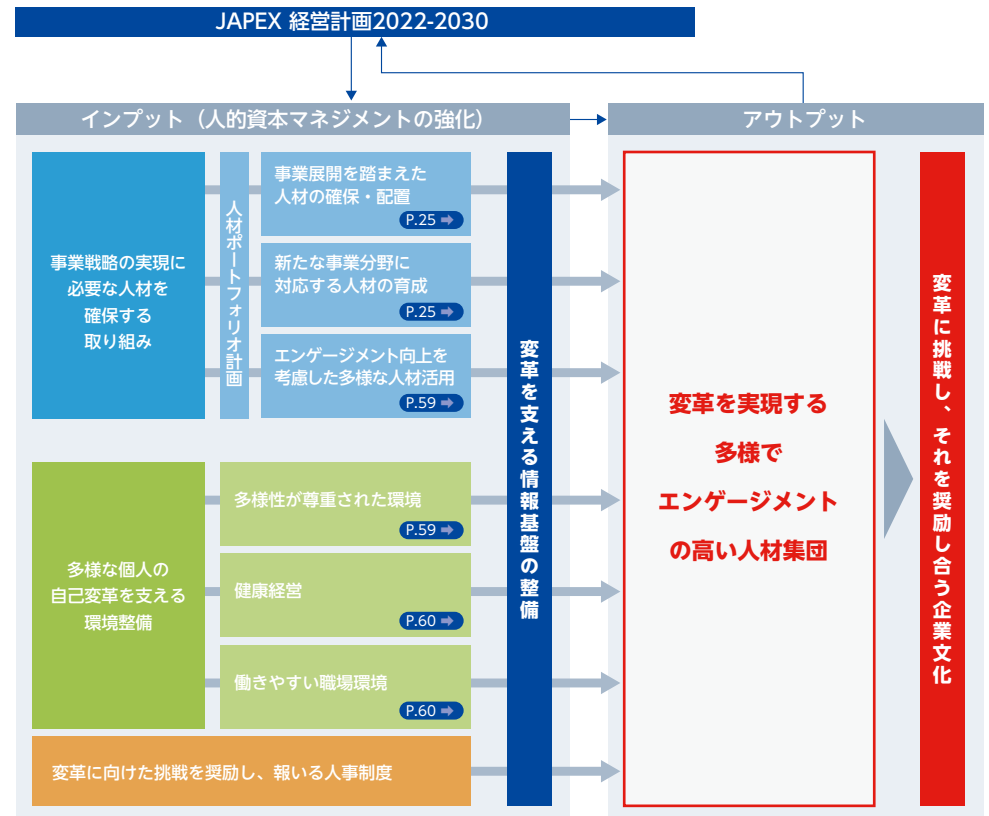 JAPEX 経営計画2022-2030
インプット（人的資本マネジメントの強化）
事業戦略の実現に
必要な人材を
確保する
取り組み
人材ポートフォリオ計画
事業展開を踏まえた
人材の確保・配置
P.25 ➡
新たな事業分野に
対応する人材の育成
P.25 ➡
エンゲージメント向上を
考慮した多様な人材活用
P.59 ➡
多様な個人の
自己変革を支える
環境整備
多様性が尊重された環境
P.59 ➡
健康経営
P.60 ➡
働きやすい職場環境
P.60 ➡
変革に向けた挑戦を奨励し、報いる人事制度
変革を支える情報基盤の整備
アウトプット
変革を実現する
多様で
エンゲージメント
の高い人材集団
変革に挑戦し、それを奨励し合う企業文化